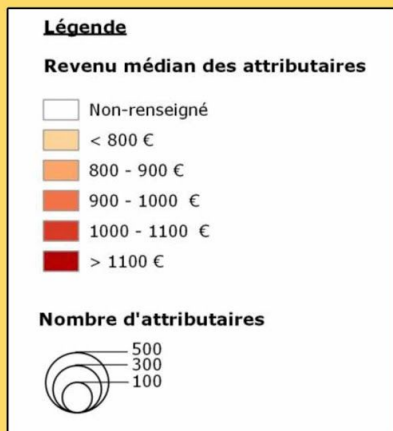 Légende
Revenu médian des attributaires
Non-renseigné
< 800 €
800 - 900 €
900 - 1000 €
1000 - 1100 €
> 1100 €
Nombre d'attributaires
500
300
100